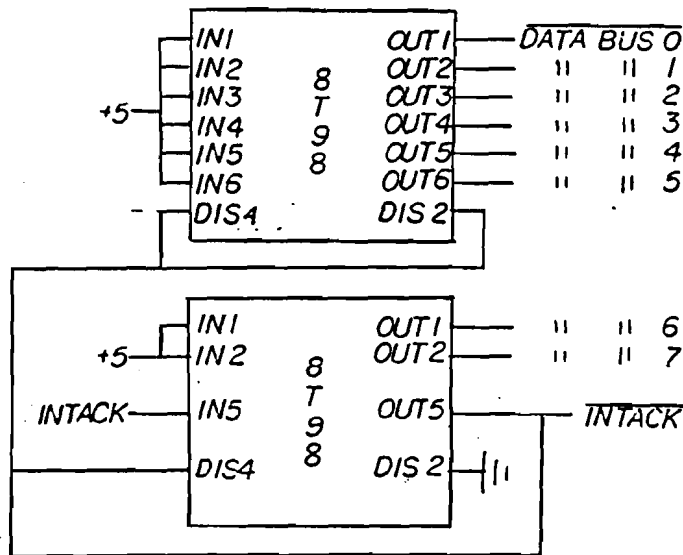 IN1 OUT1 DATA BUS 0
IN2 OUT2 " " 1
IN3 8 OUT3 " " 2
+5 T
IN4 9 OUT4 " " 3
IN5 8 OUT5 " " 4
IN6 OUT6 " " 5
DIS4 DIS 2
IN1 OUT1 " " 6
+5 IN2 8 OUT2 " " 7
T
INTACK IN5 9 OUT5 INTACK
8
DIS4 DIS 2